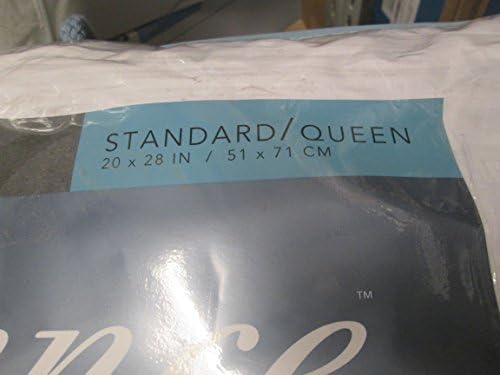 STANDARD/QUEEN
20 x 28 IN / 51 x 71 CM
TM